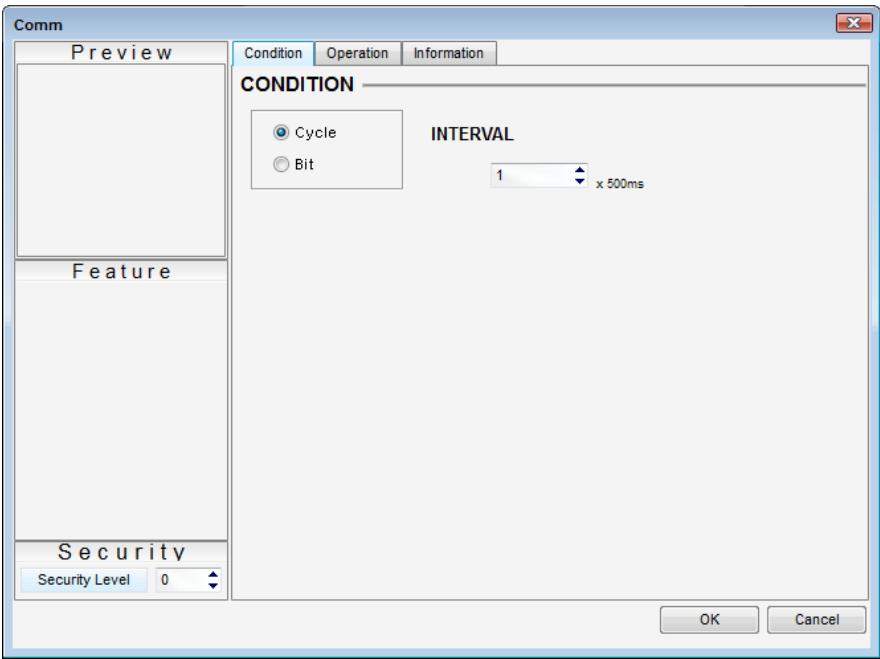 Comm
Preview
Condition Operation Information
CONDITION
Cycle
INTERVAL
Bit
1 x 500ms
Feature
Security
Security Level 0
OK Cancel